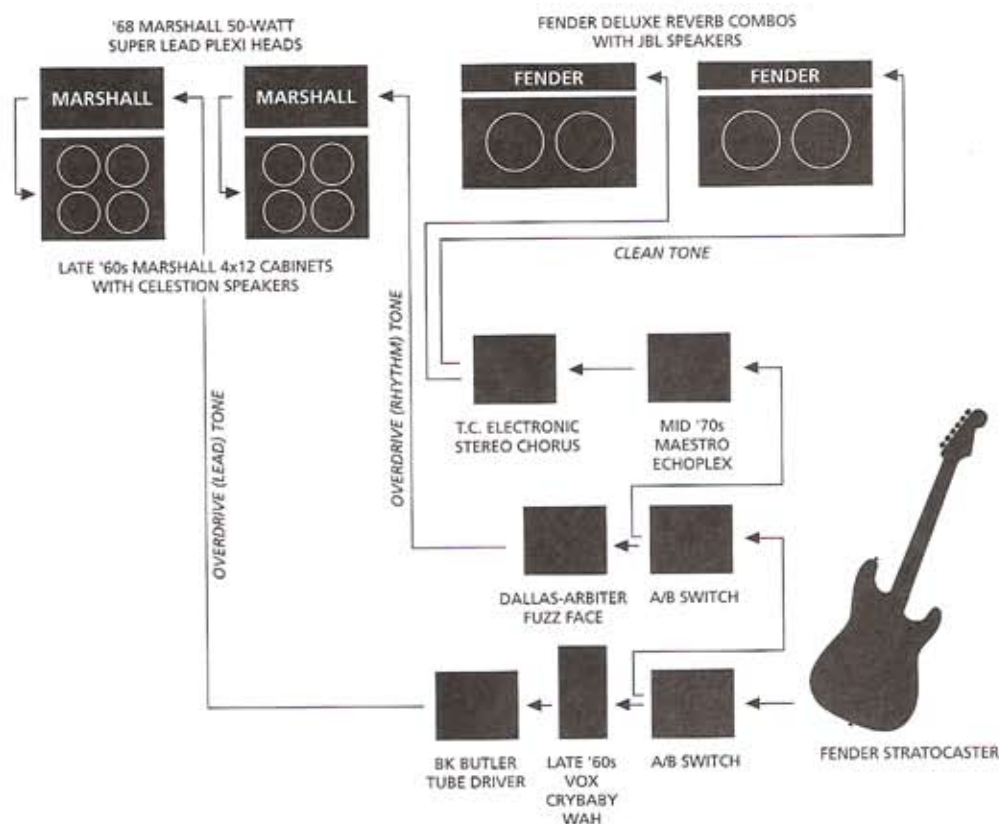 '68 MARSHALL 50-WATT
SUPER LEAD PLEXI HEADS
FENDER DELUXE REVERB COMBOS
WITH JBL SPEAKERS
MARSHALL
MARSHALL
FENDER
FENDER
LATE '60s MARSHALL 4x12 CABINETS
WITH CELESTION SPEAKERS
CLEAN TONE
OVERDRIVE (LEAD) TONE
OVERDRIVE (RHYTHM) TONE
T.C. ELECTRONIC
STEREO CHORUS
MID '70s
MAESTRO
ECHOPLEX
DALLAS-ARBITER
FUZZ FACE
A/B SWITCH
BK BUTLER
TUBE DRIVER
LATE '60s
VOX
CRYBABY
WAH
A/B SWITCH
FENDER STRATOCASTER